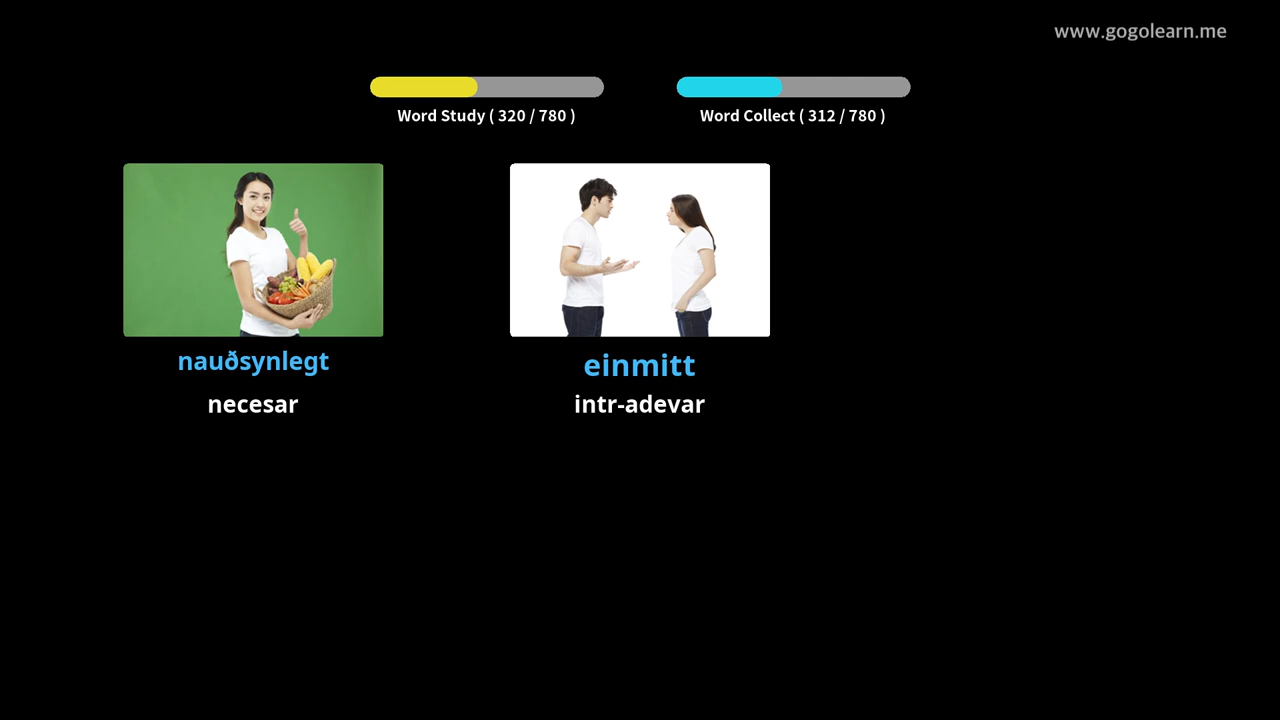 www.gogolearn.me
Word Study ( 320 / 780 )
Word Collect ( 312 / 780 )
nauðsynlegt
necesar
einmitt
intr-adevar